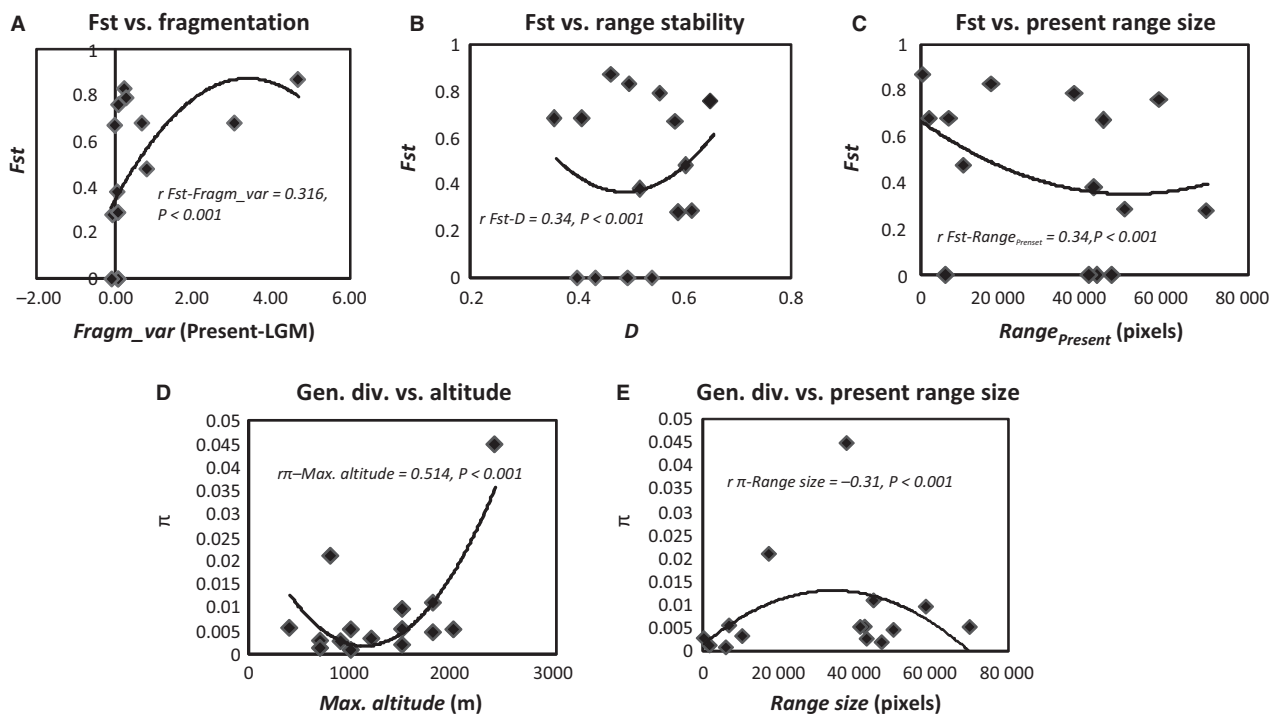 A Fst vs. fragmentation
1
0.8
0.6
0.4
0.2
0
Fst
r Fst-Fragm_var = 0.316,
P < 0.001
–2.00 0.00 2.00 4.00 6.00
Fragm_var (Present-LGM)
B Fst vs. range stability
1
0.8
0.6
0.4
0.2
0
Fst
r Fst-D = 0.34, P < 0.001
0.2 0.4 0.6 0.8
D
C Fst vs. present range size
1
0.8
0.6
0.4
0.2
0
Fst
r Fst-Range Prenset = 0.34,P < 0.001
0 20 000 40 000 60 000 80 000
Range Present (pixels)
D Gen. div. vs. altitude
0.05
0.045
0.04
0.035
0.03
0.025
0.02
0.015
0.01
0.005
0
π
rπ–Max. altitude = 0.514, P < 0.001
0 1000 2000 3000
Max. altitude (m)
E Gen. div. vs. present range size
0.05
0.045
0.04
0.035
0.03
0.025
0.02
0.015
0.01
0.005
0
π
r π-Range size = –0.31, P < 0.001
0 20 000 40 000 60 000 80 000
Range size (pixels)